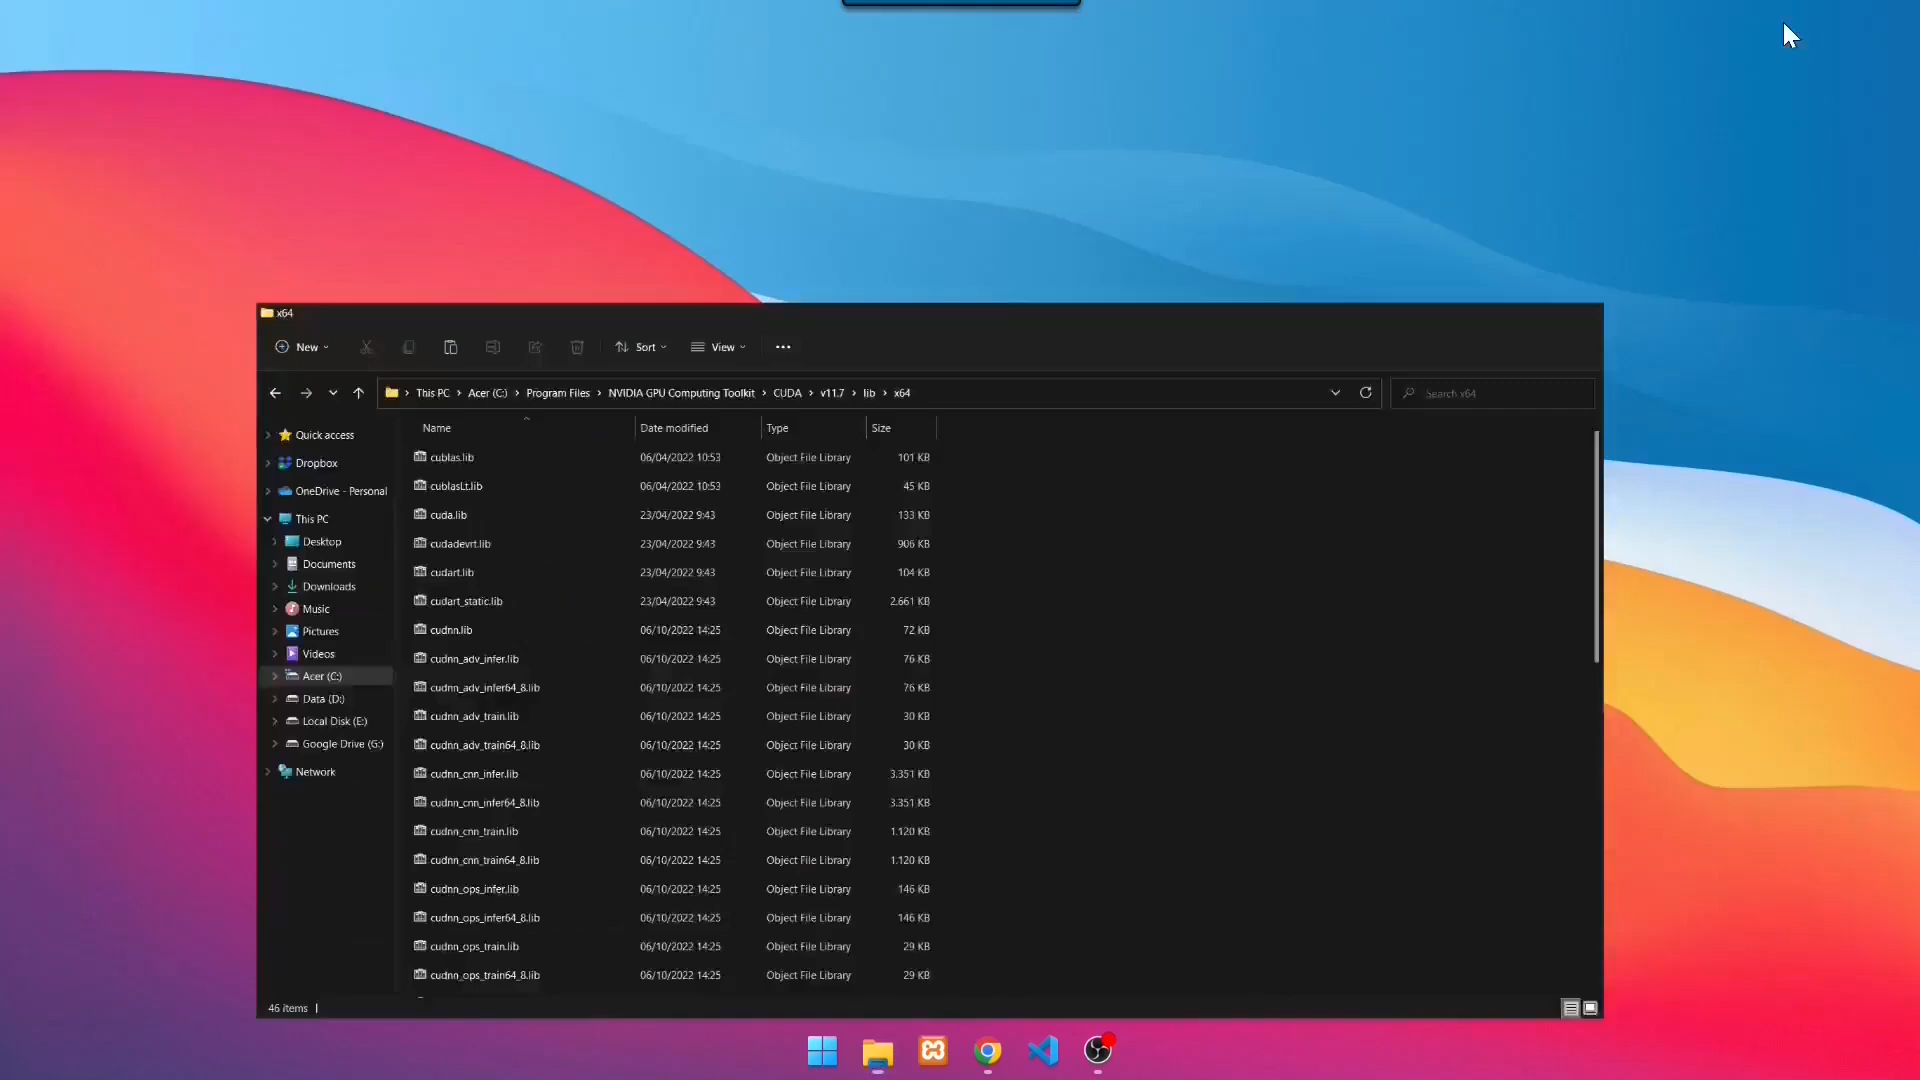 x64
New
Sort
View
This PC > Acer (C:) > Program Files > NVIDIA GPU Computing Toolkit > CUDA > v11.7 > lib > x64
Search x64
Name Date modified Type Size
Quick access
Dropbox
OneDrive - Personal
This PC
Desktop
Documents
Downloads
Music
Pictures
Videos
Acer (C:)
Data (D:)
Local Disk (E:)
Google Drive (G:)
Network
cublas.lib 06/04/2022 10:53 Object File Library 101 KB
cublasLt.lib 06/04/2022 10:53 Object File Library 45 KB
cuda.lib 23/04/2022 9:43 Object File Library 133 KB
cudadevrt.lib 23/04/2022 9:43 Object File Library 906 KB
cudart.lib 23/04/2022 9:43 Object File Library 104 KB
cudart_static.lib 23/04/2022 9:43 Object File Library 2.661 KB
cudnn.lib 06/10/2022 14:25 Object File Library 72 KB
cudnn_adv_infer.lib 06/10/2022 14:25 Object File Library 76 KB
cudnn_adv_infer64_8.lib 06/10/2022 14:25 Object File Library 76 KB
cudnn_adv_train.lib 06/10/2022 14:25 Object File Library 30 KB
cudnn_adv_train64_8.lib 06/10/2022 14:25 Object File Library 30 KB
cudnn_cnn_infer.lib 06/10/2022 14:25 Object File Library 3.351 KB
cudnn_cnn_infer64_8.lib 06/10/2022 14:25 Object File Library 3.351 KB
cudnn_cnn_train.lib 06/10/2022 14:25 Object File Library 1.120 KB
cudnn_cnn_train64_8.lib 06/10/2022 14:25 Object File Library 1.120 KB
cudnn_ops_infer.lib 06/10/2022 14:25 Object File Library 146 KB
cudnn_ops_infer64_8.lib 06/10/2022 14:25 Object File Library 146 KB
cudnn_ops_train.lib 06/10/2022 14:25 Object File Library 29 KB
cudnn_ops_train64_8.lib 06/10/2022 14:25 Object File Library 29 KB
46 items